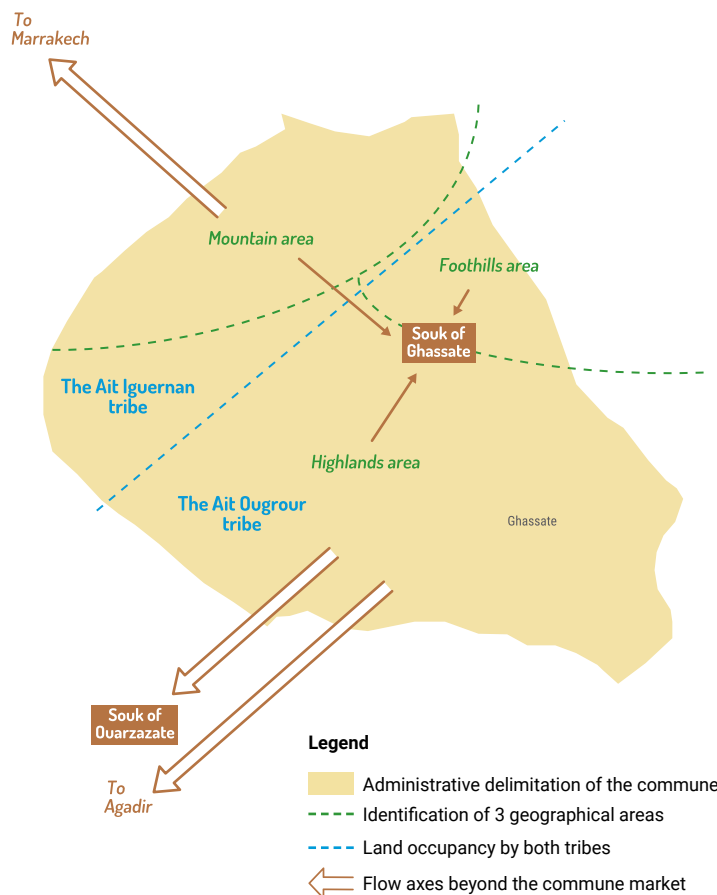 To
Marrakech
Mountain area
Foothills area
Souk of
Ghassate
The Ait Iguernan
tribe
Highlands area
The Ait Ougrour
tribe
Ghassate
Souk of
Ouarzazate
To
Agadir
Legend
Administrative delimitation of the commune
Identification of 3 geographical areas
Land occupancy by both tribes
Flow axes beyond the commune market